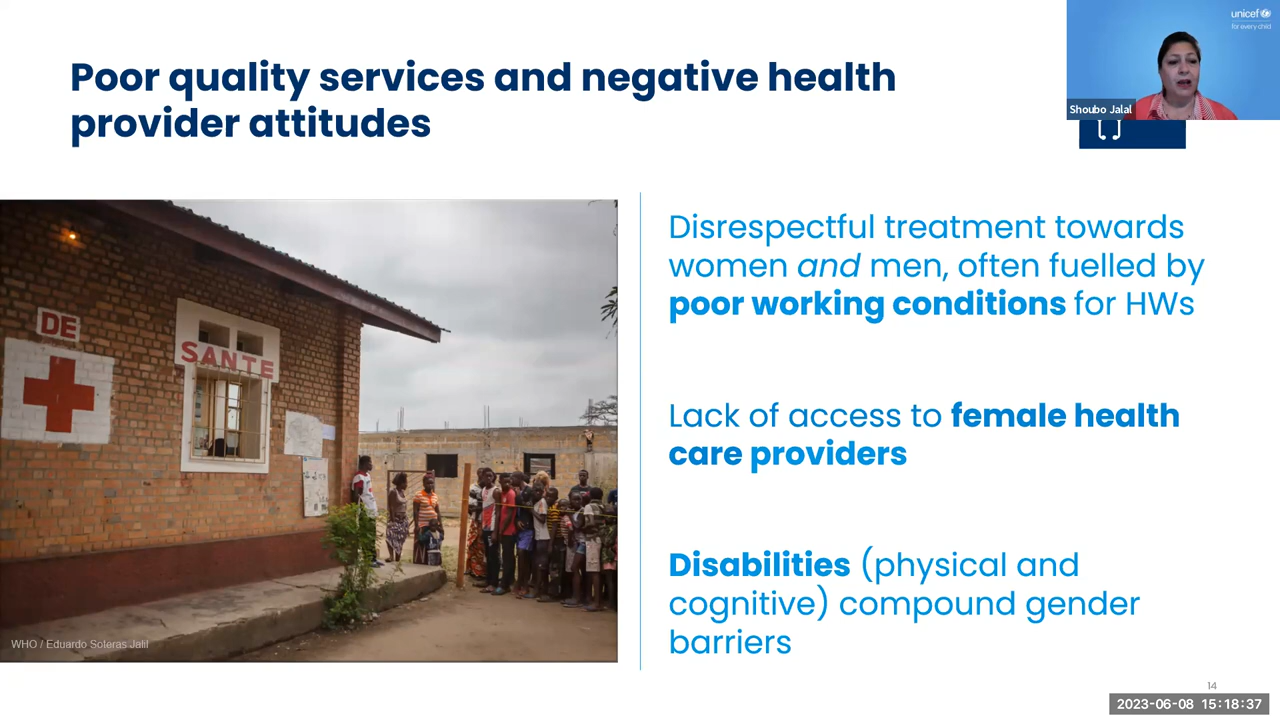 unicef
for every child
Shoubo Jalal
Poor quality services and negative health
provider attitudes
DE
SANTE
WHO / Eduardo Soteras Jalil
Disrespectful treatment towards
women and men, often fuelled by
poor working conditions for HWs
Lack of access to female health
care providers
Disabilities (physical and
cognitive) compound gender
barriers
14
2023-06-08 15:18:37